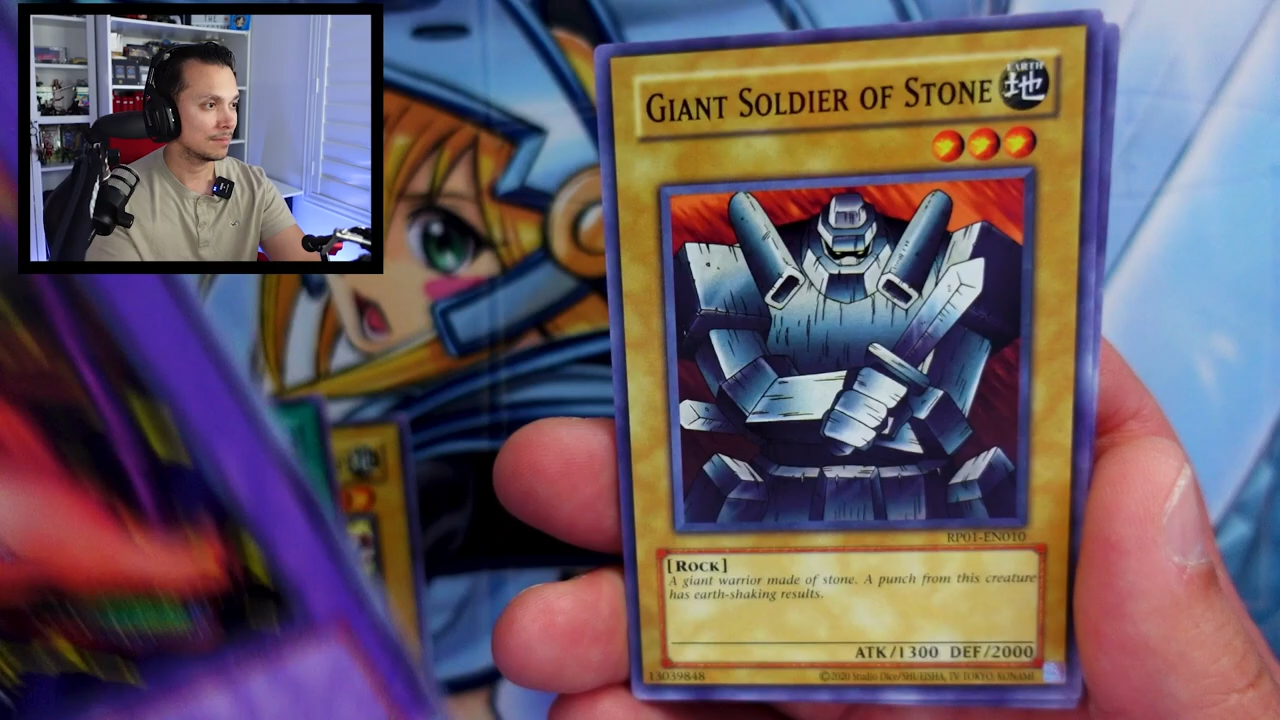 GIANT SOLDIER OF STONE
EARTH
地
RP01-EN010
[ROCK]
A giant warrior made of stone. A punch from this creature
has earth-shaking results.
ATK/1300 DEF/2000
13039848
©2020 Studio Dice/SHUEISHA, TV TOKYO, KONAMI